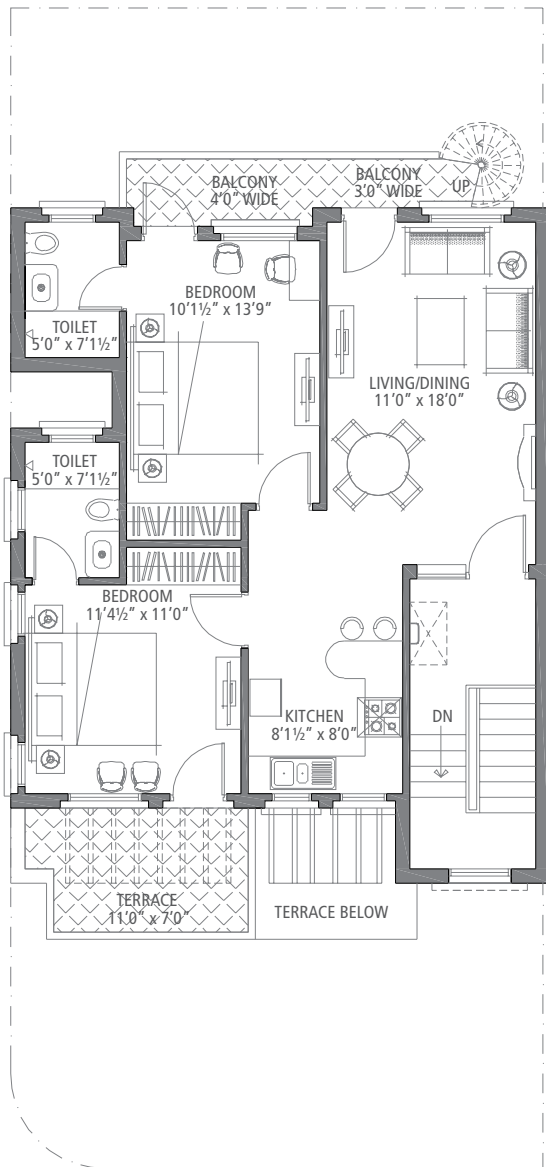 BALCONY
4'0" WIDE
BALCONY
3'0" WIDE
UP
BEDROOM
10'1½" x 13'9"
TOILET
5'0" x 7'1½"
LIVING/DINING
11'0" x 18'0"
TOILET
5'0" x 7'1½"
BEDROOM
11'4½" x 11'0"
KITCHEN
8'1½" x 8'0"
DN
TERRACE
11'0" x 7'0"
TERRACE BELOW